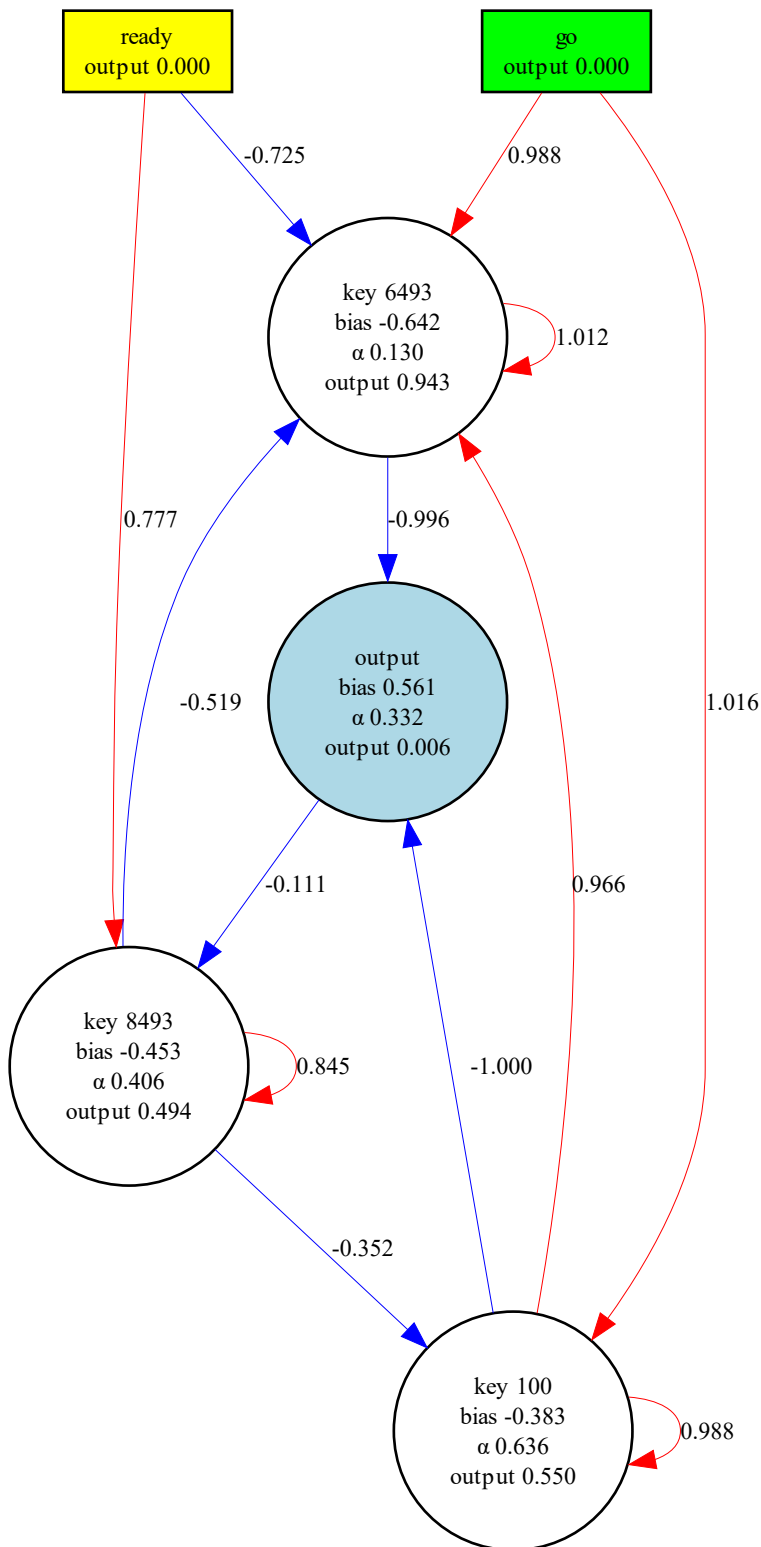 ready
output 0.000
go
output 0.000
-0.725
0.988
key 6493
bias -0.642
α 0.130
output 0.943
1.012
0.777
-0.996
-0.519
output
bias 0.561
α 0.332
output 0.006
1.016
-0.111
0.966
key 8493
bias -0.453
α 0.406
output 0.494
0.845
-1.000
-0.352
key 100
bias -0.383
α 0.636
output 0.550
0.988